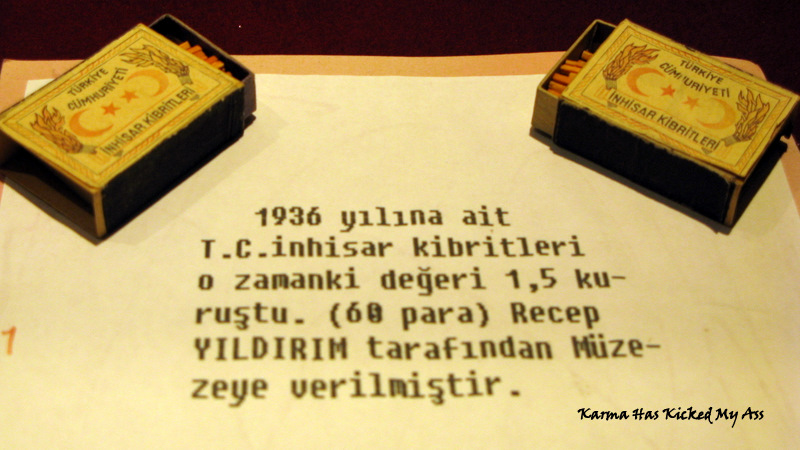 TÜRKİYE
CÜMHURİYETİ
İNHİSAR KİBRİTLERİ
TÜRKİYE
CÜMHURİYETİ
İNHİSAR KİBRİTLERİ
1936 yılına ait
T.C.inhisar kibritleri
o zamanki değeri 1,5 ku-
ruştu. (60 para) Recep
YILDIRIM tarafından Müze-
zeye verilmiştir.
1
Karma Has Kicked My Ass